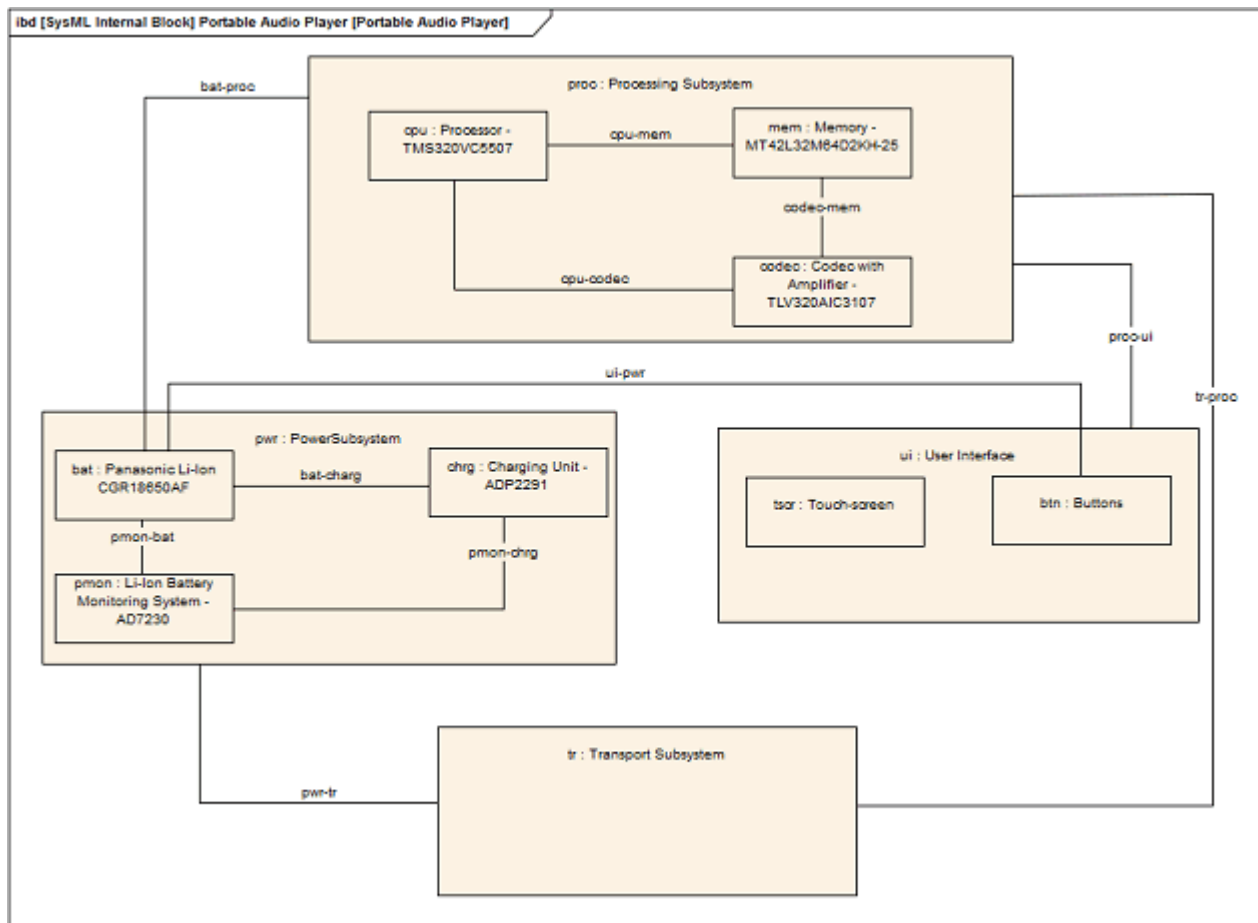 ibd [SysML Internal Block] Portable Audio Player [Portable Audio Player]
bat-proc
proc : Processing Subsystem
cpu : Processor -
TMS320VC5507
cpu-mem
mem : Memory -
MT42L32M64D2KH-25
codec-mem
cpu-codec
codec : Codec with
Amplifier -
TLV320AIC3107
proc-ui
tr-proc
ui-pwr
pwr : PowerSubsystem
bat : Panasonic Li-Ion
CGR18650AF
bat-charg
chrg : Charging Unit -
ADP2291
pmon-bat
pmon-chrg
pmon : Li-Ion Battery
Monitoring System -
AD7230
ui : User Interface
tscr : Touch-screen
btn : Buttons
tr : Transport Subsystem
pwr-tr